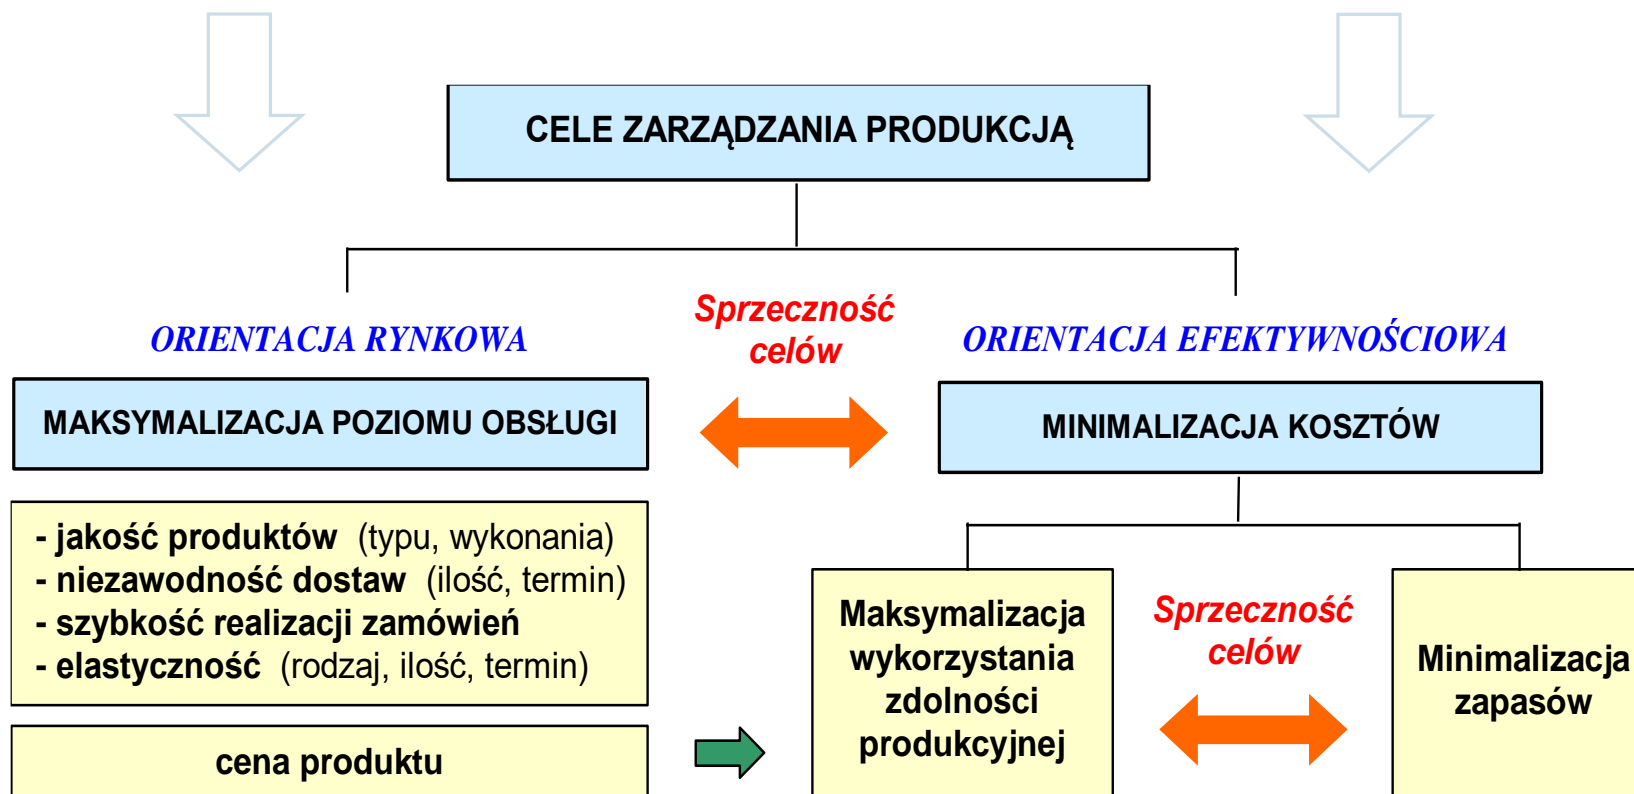 CELE ZARZĄDZANIA PRODUKCJĄ
Sprzeczność
celów
ORIENTACJA RYNKOWA
ORIENTACJA EFEKTYWNOŚCIOWA
MAKSYMALIZACJA POZIOMU OBSŁUGI
MINIMALIZACJA KOSZTÓW
- jakość produktów (typu, wykonania)
- niezawodność dostaw (ilość, termin)
- szybkość realizacji zamówień
- elastyczność (rodzaj, ilość, termin)
cena produktu
Maksymalizacja
wykorzystania
zdolności
produkcyjnej
Sprzeczność
celów
Minimalizacja
zapasów